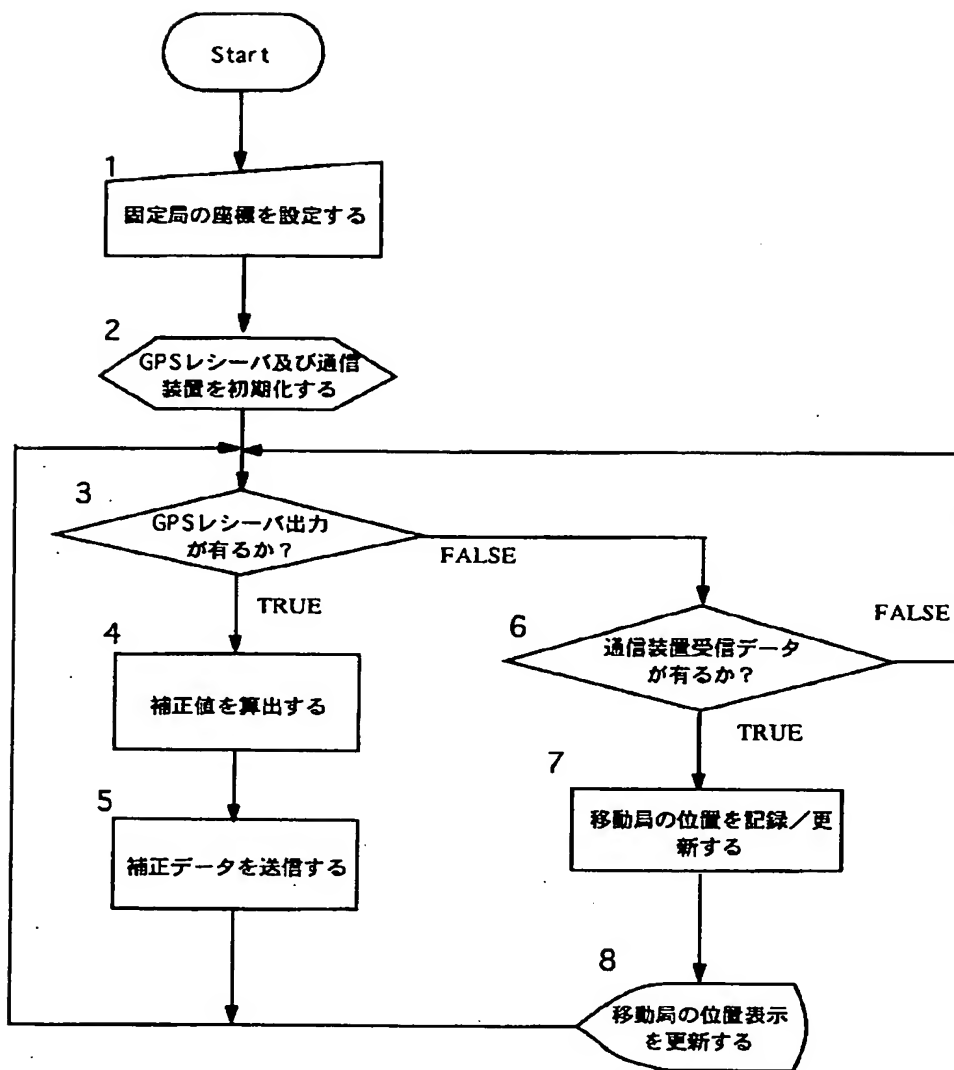 Start
1
固定局の座標を設定する
2
GPSレシーバ及び通信
装置を初期化する
3
GPSレシーバ出力
が有るか？
FALSE
TRUE
4
補正値を算出する
5
補正データを送信する
6
通信装置受信データ
が有るか？
FALSE
TRUE
7
移動局の位置を記録／更
新する
8
移動局の位置表示
を更新する